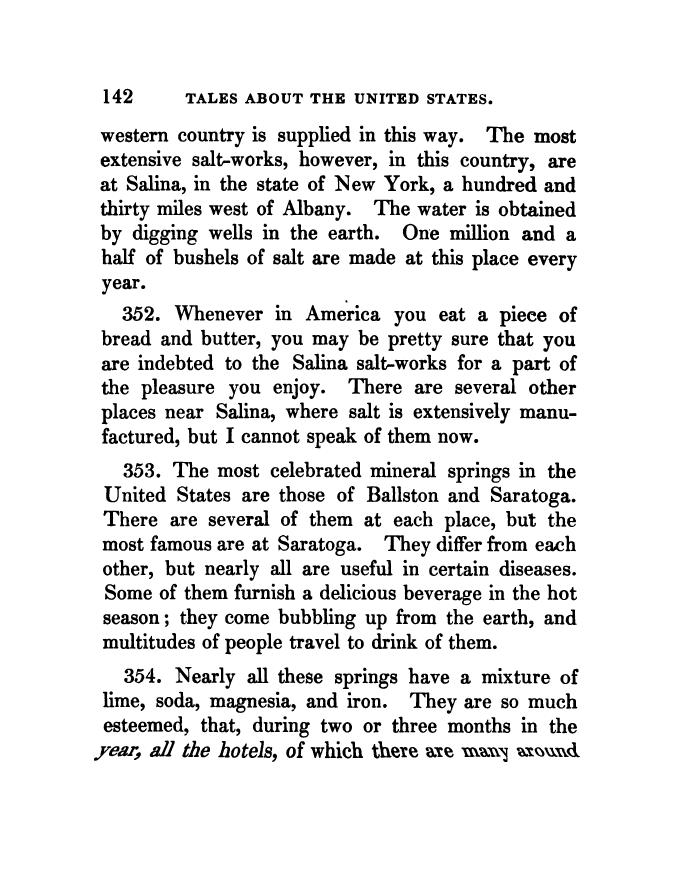 142 TALES ABOUT THE UNITED STATES.
western country is supplied in this way. The most
extensive salt-works, however, in this country, are
at Salina, in the state of New York, a hundred and
thirty miles west of Albany. The water is obtained
by digging wells in the earth. One million and a
half of bushels of salt are made at this place every
year.
352. Whenever in America you eat a piece of
bread and butter, you may be pretty sure that you
are indebted to the Salina salt-works for a part of
the pleasure you enjoy. There are several other
places near Salina, where salt is extensively manu-
factured, but I cannot speak of them now.
353. The most celebrated mineral springs in the
United States are those of Ballston and Saratoga.
There are several of them at each place, but the
most famous are at Saratoga. They differ from each
other, but nearly all are useful in certain diseases.
Some of them furnish a delicious beverage in the hot
season; they come bubbling up from the earth, and
multitudes of people travel to drink of them.
354. Nearly all these springs have a mixture of
lime, soda, magnesia, and iron. They are so much
esteemed, that, during two or three months in the
year, all the hotels, of which there are many around